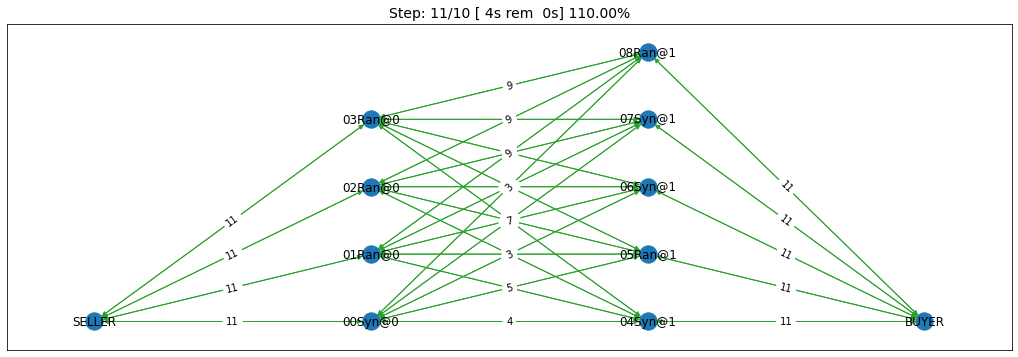 Step: 11/10 [ 4s rem  0s] 110.00%
08Ran@1
9
03Ran@0
9
07Syn@1
9
02Ran@0
3
06Syn@1
11
11
7
11
11
3
01Ran@0
05Ran@1
11
11
5
11
11
SELLER
11
00Syn@0
4
04Syn@1
11
BUYER